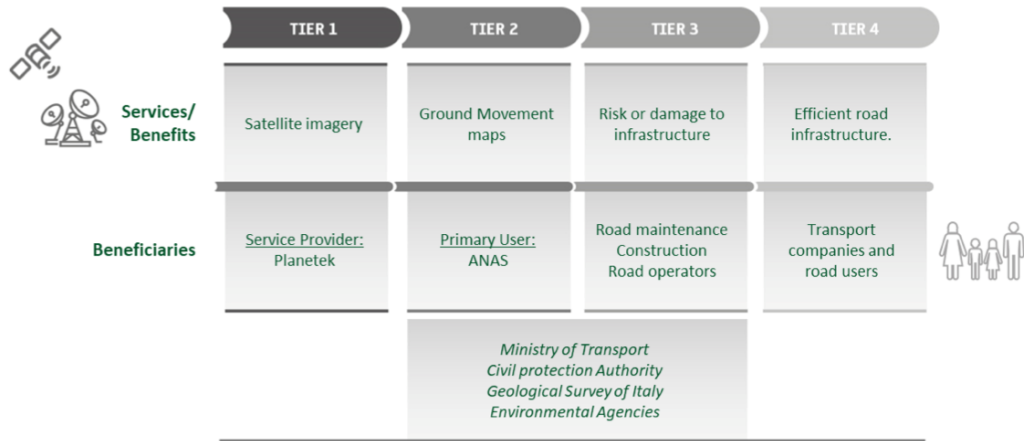 TIER 1
TIER 2
TIER 3
TIER 4
Services/
Benefits
Satellite imagery
Ground Movement
maps
Risk or damage to
infrastructure
Efficient road
infrastructure.
Beneficiaries
Service Provider:
Planetek
Primary User:
ANAS
Road maintenance
Construction
Road operators
Transport
companies and
road users
Ministry of Transport
Civil protection Authority
Geological Survey of Italy
Environmental Agencies